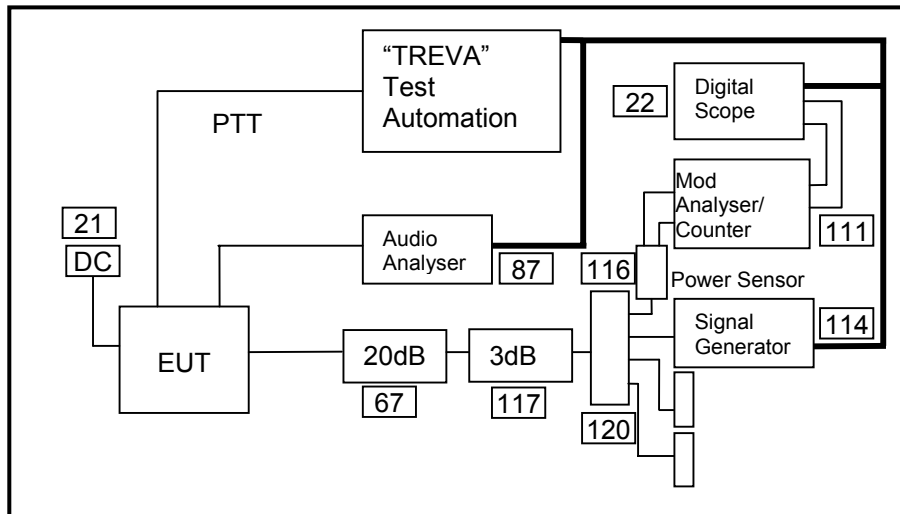 “TREVA”
Test
Automation
PTT
22
Digital
Scope
21
DC
Mod
Analyser/
Counter
111
Audio
Analyser
87
116
Power Sensor
EUT
20dB
67
3dB
117
120
Signal
Generator
114